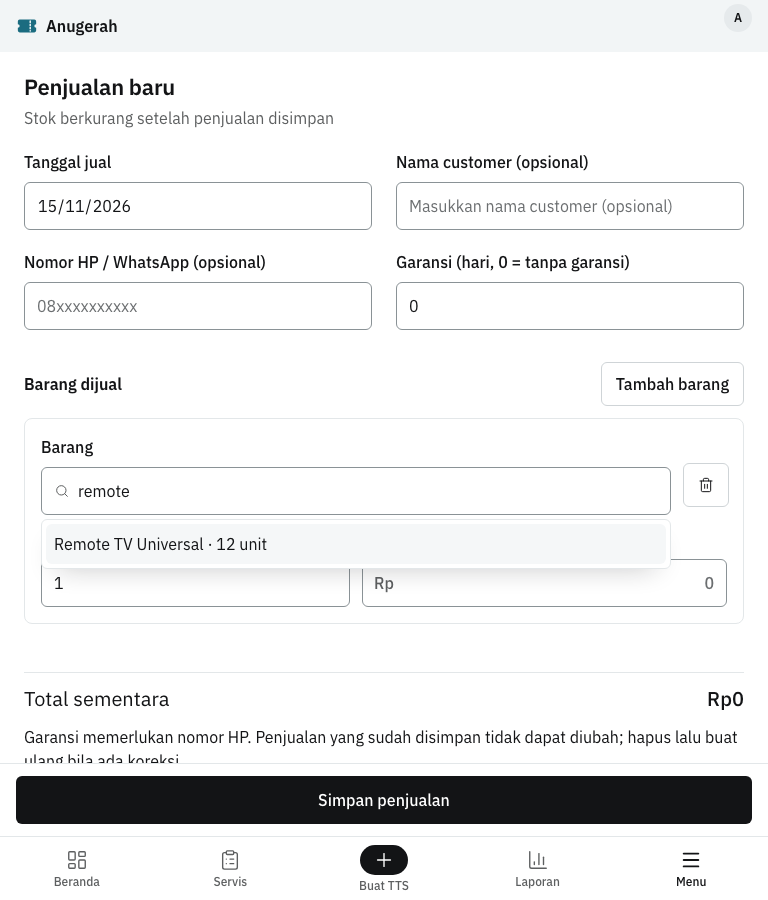 Anugerah
A
Penjualan baru
Stok berkurang setelah penjualan disimpan
Tanggal jual
Nama customer (opsional)
15/11/2026
Masukkan nama customer (opsional)
Nomor HP / WhatsApp (opsional)
Garansi (hari, 0 = tanpa garansi)
08xxxxxxxxxx
0
Barang dijual
Tambah barang
Barang
remote
Remote TV Universal · 12 unit
1
Rp
0
Total sementara
Rp0
Garansi memerlukan nomor HP. Penjualan yang sudah disimpan tidak dapat diubah; hapus lalu buat
ulang bila ada koreksi.
Simpan penjualan
Beranda
Servis
Buat TTS
Laporan
Menu